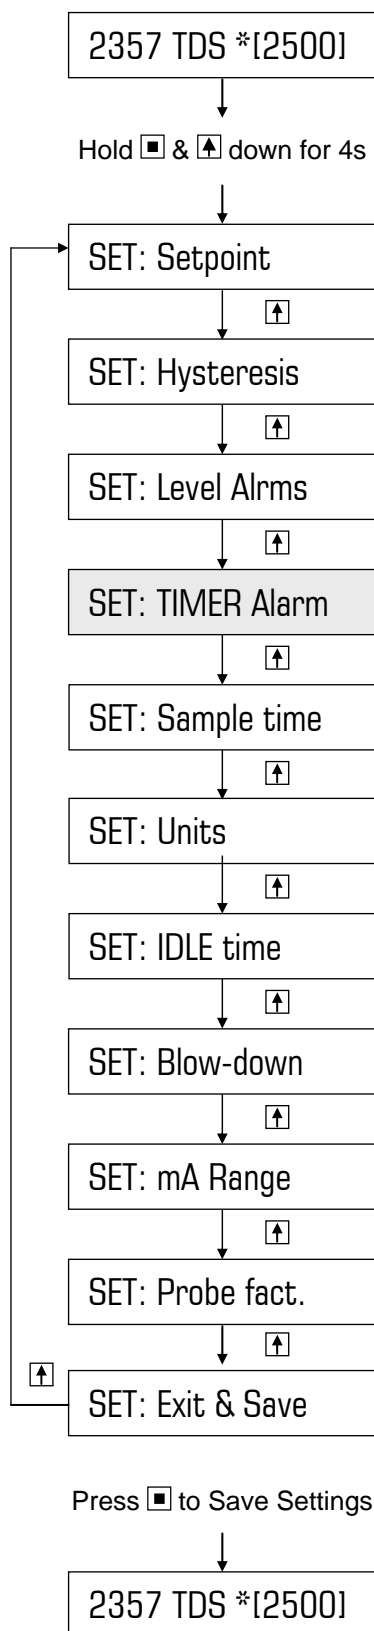 2357 TDS *[2500]
Hold & down for 4s
SET: Setpoint
SET: Hysteresis
SET: Level Alrms
SET: TIMER Alarm
SET: Sample time
SET: Units
SET: IDLE time
SET: Blow-down
SET: mA Range
SET: Probe fact.
SET: Exit & Save
Press to Save Settings
2357 TDS *[2500]